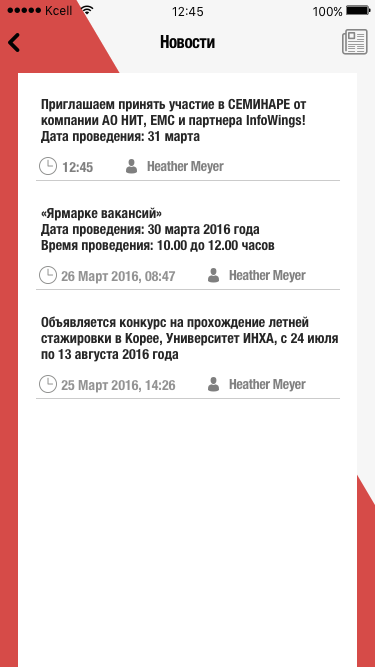 Kcell 12:45 100%
Новости
Приглашаем принять участие в СЕМИНАРЕ от
компании АО НИТ, EMC и партнера InfoWings!
Дата проведения: 31 марта
12:45 Heather Meyer
«Ярмарке вакансий»
Дата проведения: 30 марта 2016 года
Время проведения: 10.00 до 12.00 часов
26 Март 2016, 08:47 Heather Meyer
Объявляется конкурс на прохождение летней
стажировки в Корее, Университет ИНХА, с 24 июля
по 13 августа 2016 года
25 Март 2016, 14:26 Heather Meyer